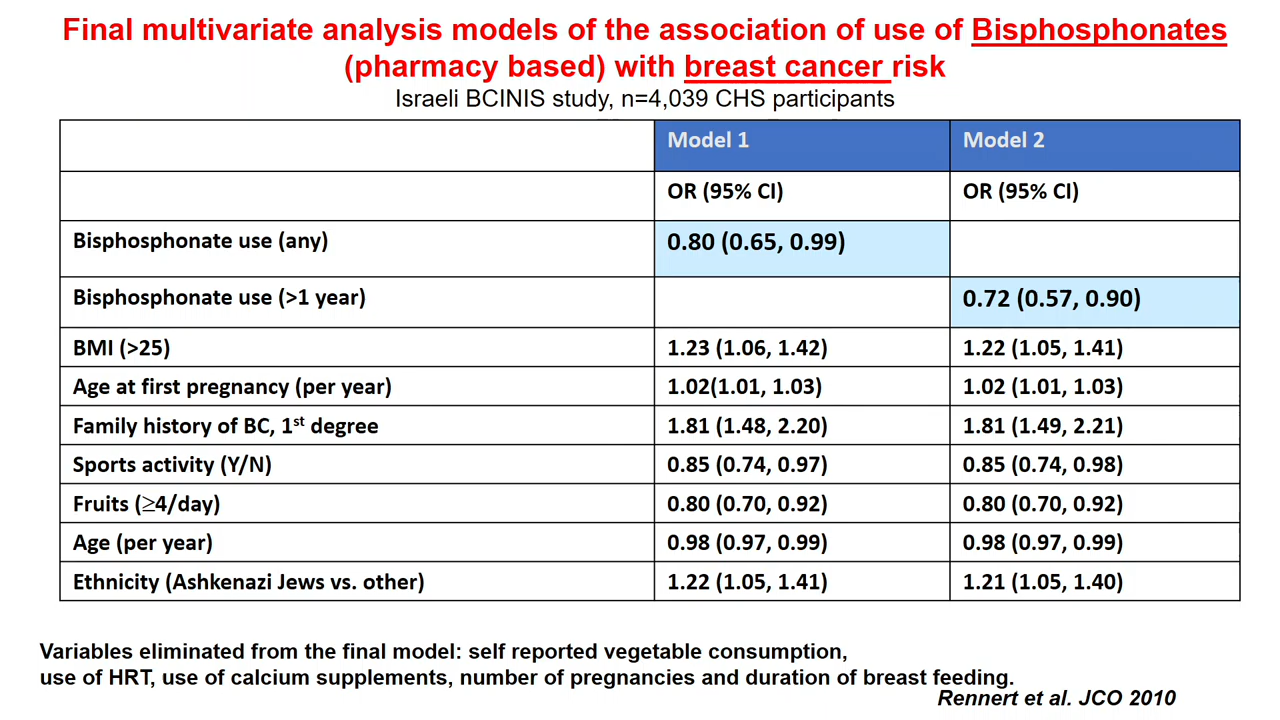 Final multivariate analysis models of the association of use of Bisphosphonates
(pharmacy based) with breast cancer risk
Israeli BCINIS study, n=4,039 CHS participants
Model 1 Model 2
OR (95% CI) OR (95% CI)
Bisphosphonate use (any) 0.80 (0.65, 0.99)
Bisphosphonate use (>1 year) 0.72 (0.57, 0.90)
BMI (>25) 1.23 (1.06, 1.42) 1.22 (1.05, 1.41)
Age at first pregnancy (per year) 1.02(1.01, 1.03) 1.02 (1.01, 1.03)
Family history of BC, 1st degree 1.81 (1.48, 2.20) 1.81 (1.49, 2.21)
Sports activity (Y/N) 0.85 (0.74, 0.97) 0.85 (0.74, 0.98)
Fruits (≥4/day) 0.80 (0.70, 0.92) 0.80 (0.70, 0.92)
Age (per year) 0.98 (0.97, 0.99) 0.98 (0.97, 0.99)
Ethnicity (Ashkenazi Jews vs. other) 1.22 (1.05, 1.41) 1.21 (1.05, 1.40)
Variables eliminated from the final model: self reported vegetable consumption,
use of HRT, use of calcium supplements, number of pregnancies and duration of breast feeding.
Rennert et al. JCO 2010